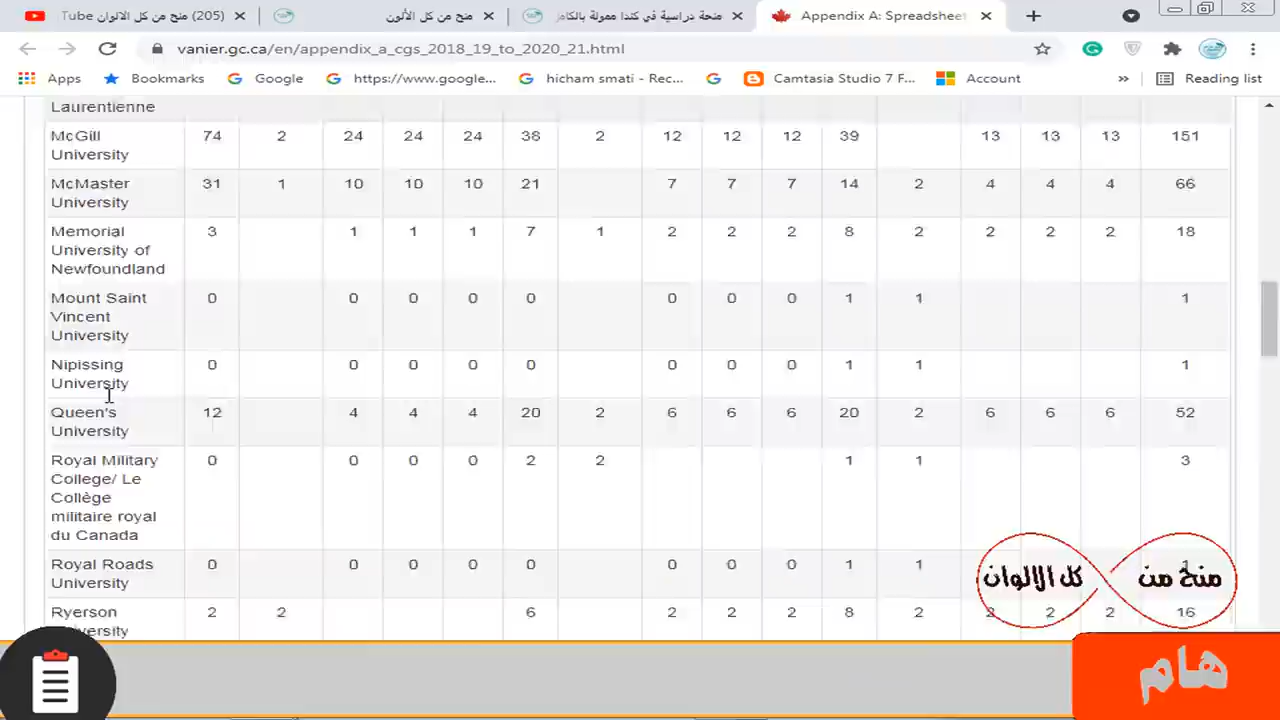 (205) منح من كل الالوان Tube
منح من كل الألون
منحة دراسية في كندا ممولة بالكامل
Appendix A: Spreadsheet
vanier.gc.ca/en/appendix_a_cgs_2018_19_to_2020_21.html
Apps Bookmarks Google https://www.google... hicham smati - Rec... Camtasia Studio 7 F... Account » Reading list
Laurentienne
McGill 74 2 24 24 24 38 2 12 12 12 39 13 13 13 151
University
McMaster 31 1 10 10 10 21 7 7 7 14 2 4 4 4 66
University
Memorial 3 1 1 1 7 1 2 2 2 8 2 2 2 2 18
University of
Newfoundland
Mount Saint 0 0 0 0 0 0 0 0 1 1 1
Vincent
University
Nipissing 0 0 0 0 0 0 0 0 1 1 1
University
Queen's 12 4 4 4 20 2 6 6 6 20 2 6 6 6 52
University
Royal Military 0 0 0 0 2 2 1 1 3
College/ Le
Collège
militaire royal
du Canada
Royal Roads 0 0 0 0 0 0 0 0 1 1 1
University
Ryerson 2 2 6 2 2 2 8 2 2 2 2 16
University
منح من كل الالوان
هام